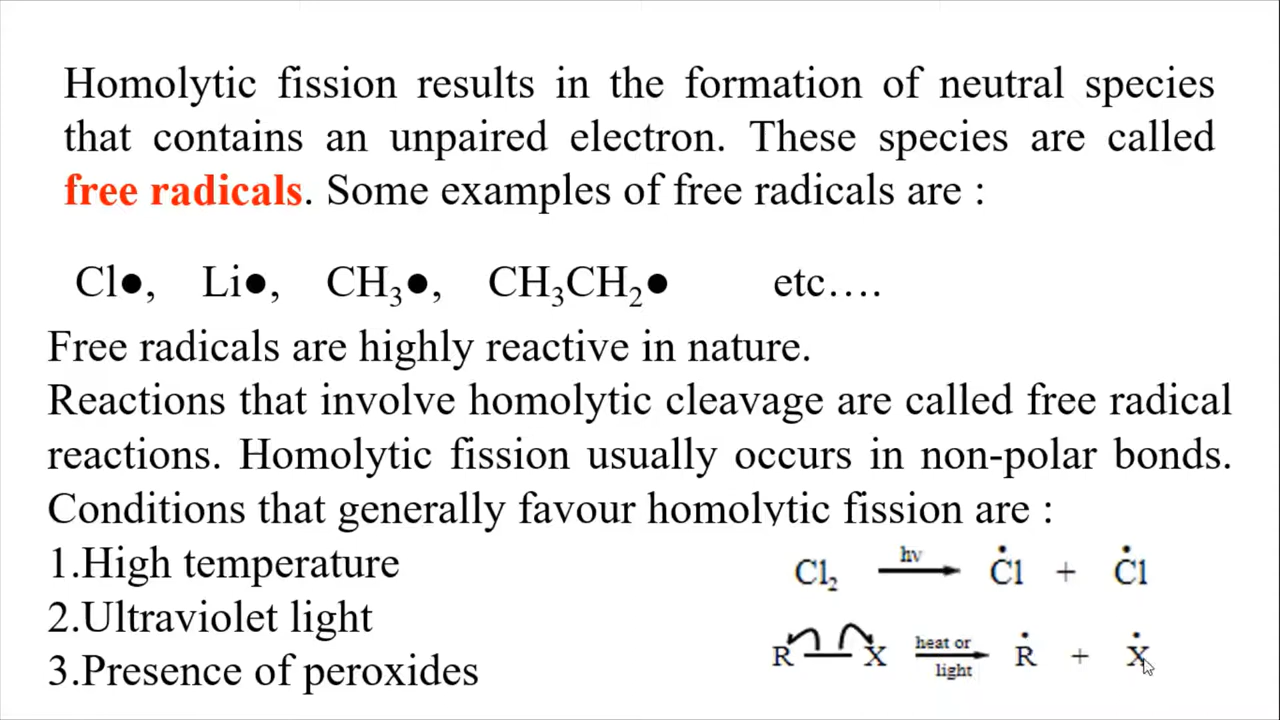 Homolytic fission results in the formation of neutral species
that contains an unpaired electron. These species are called
free radicals. Some examples of free radicals are :
Cl●, Li●, CH₃●, CH₃CH₂● etc….
Free radicals are highly reactive in nature.
Reactions that involve homolytic cleavage are called free radical
reactions. Homolytic fission usually occurs in non-polar bonds.
Conditions that generally favour homolytic fission are :
1.High temperature
2.Ultraviolet light
3.Presence of peroxides
Cl₂ hν Cl + Cl
R X heat or light R + X